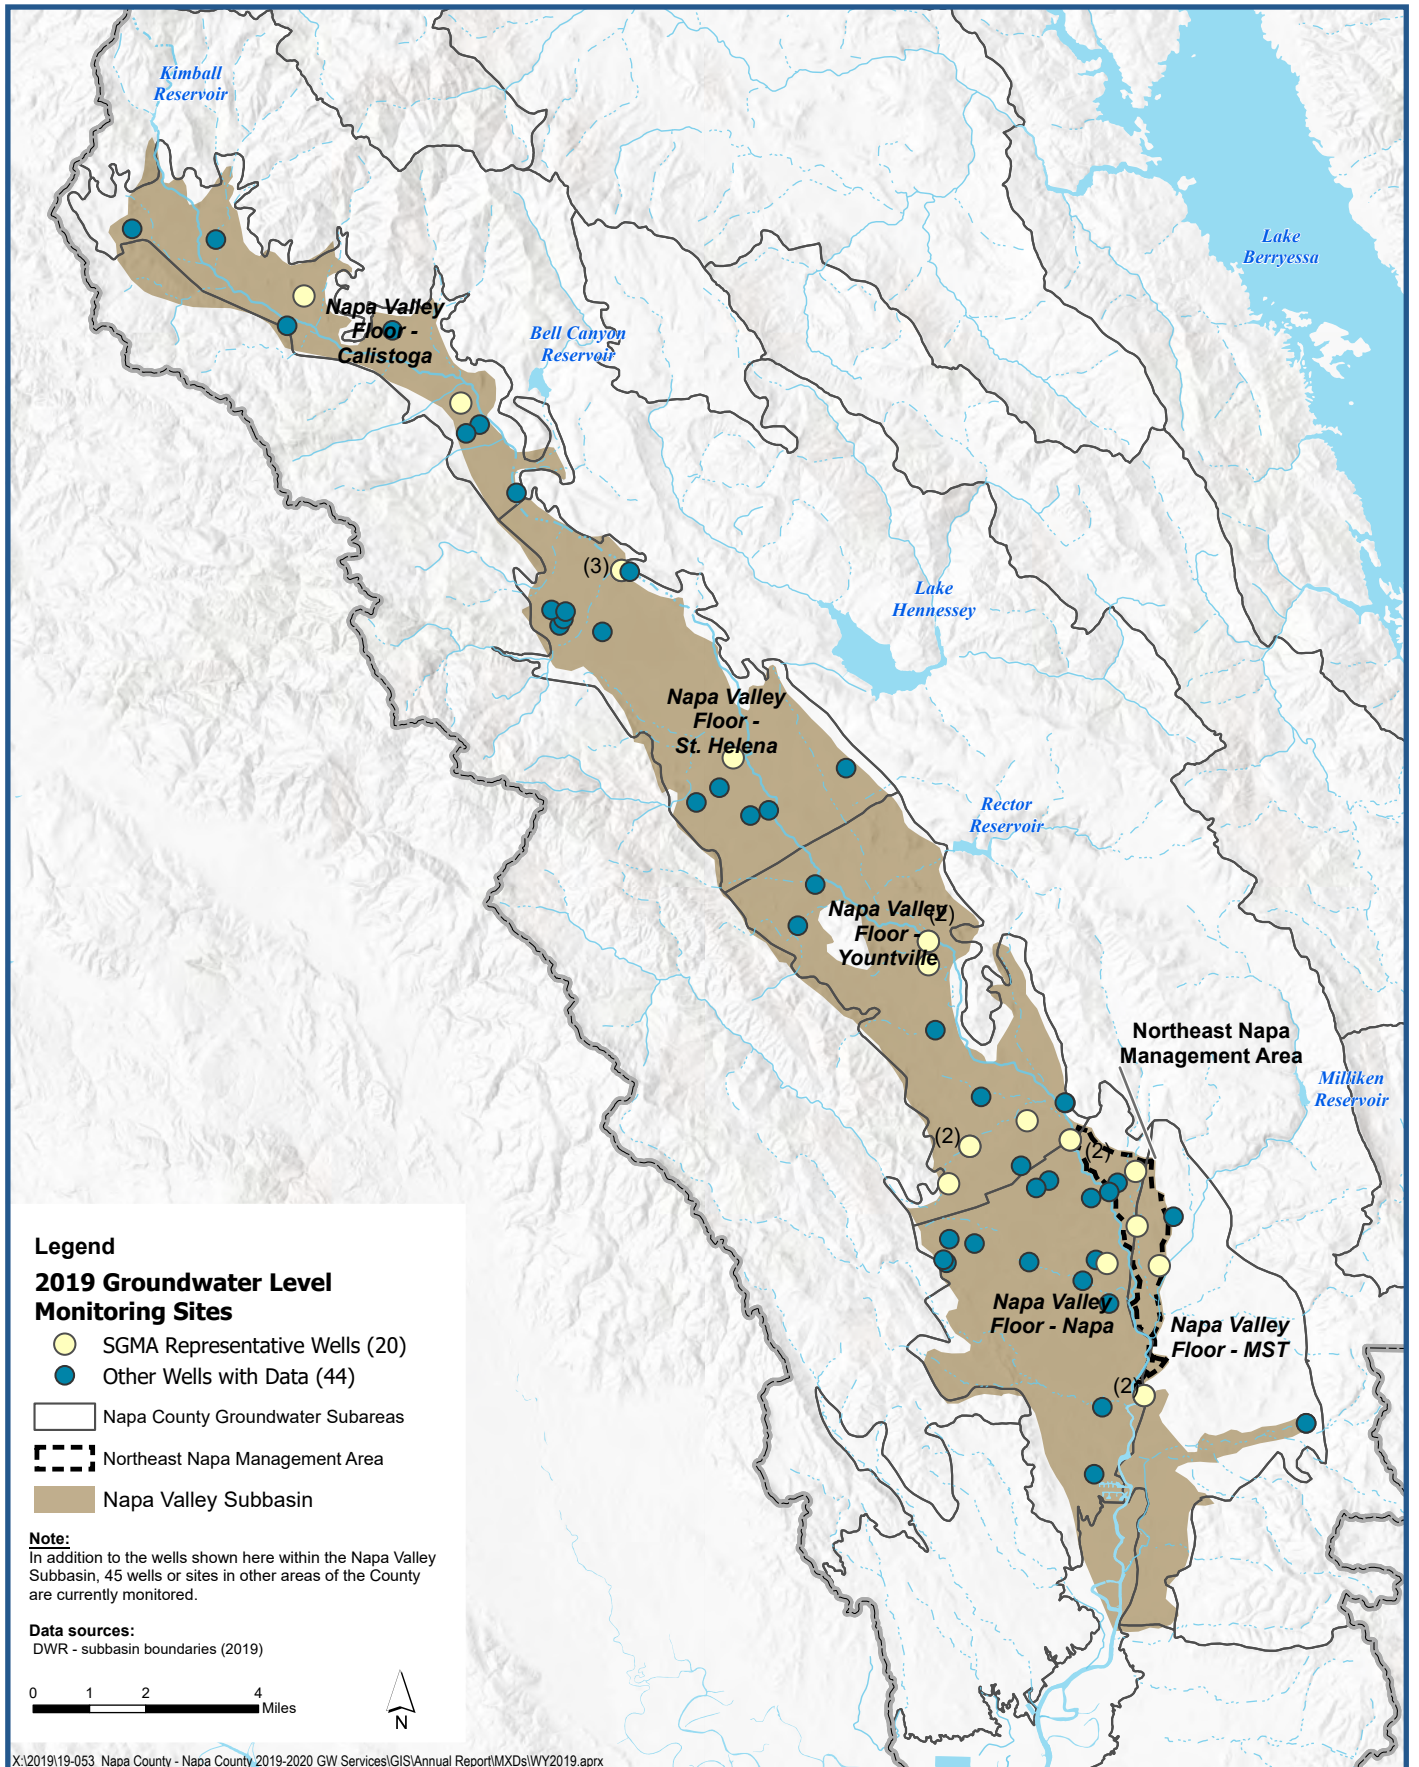 Kimball
Reservoir
Lake
Berryessa
Napa Valley
Floor -
Calistoga
Bell Canyon
Reservoir
(3)
Lake
Hennessey
Napa Valley
Floor -
St. Helena
Rector
Reservoir
Napa Valley
(2)
Floor -
Yountville
Northeast Napa
Management Area
Milliken
Reservoir
(2)
(2)
Napa Valley
Floor - Napa
Napa Valley
Floor - MST
(2)
Legend
2019 Groundwater Level
Monitoring Sites
SGMA Representative Wells (20)
Other Wells with Data (44)
Napa County Groundwater Subareas
Northeast Napa Management Area
Napa Valley Subbasin
Note:
In addition to the wells shown here within the Napa Valley
Subbasin, 45 wells or sites in other areas of the County
are currently monitored.
Data sources:
DWR - subbasin boundaries (2019)
0 1 2 4
Miles
N
X:\2019\19-053 Napa County - Napa County 2019-2020 GW Services\GIS\Annual Report\MXDs\WY2019.aprx